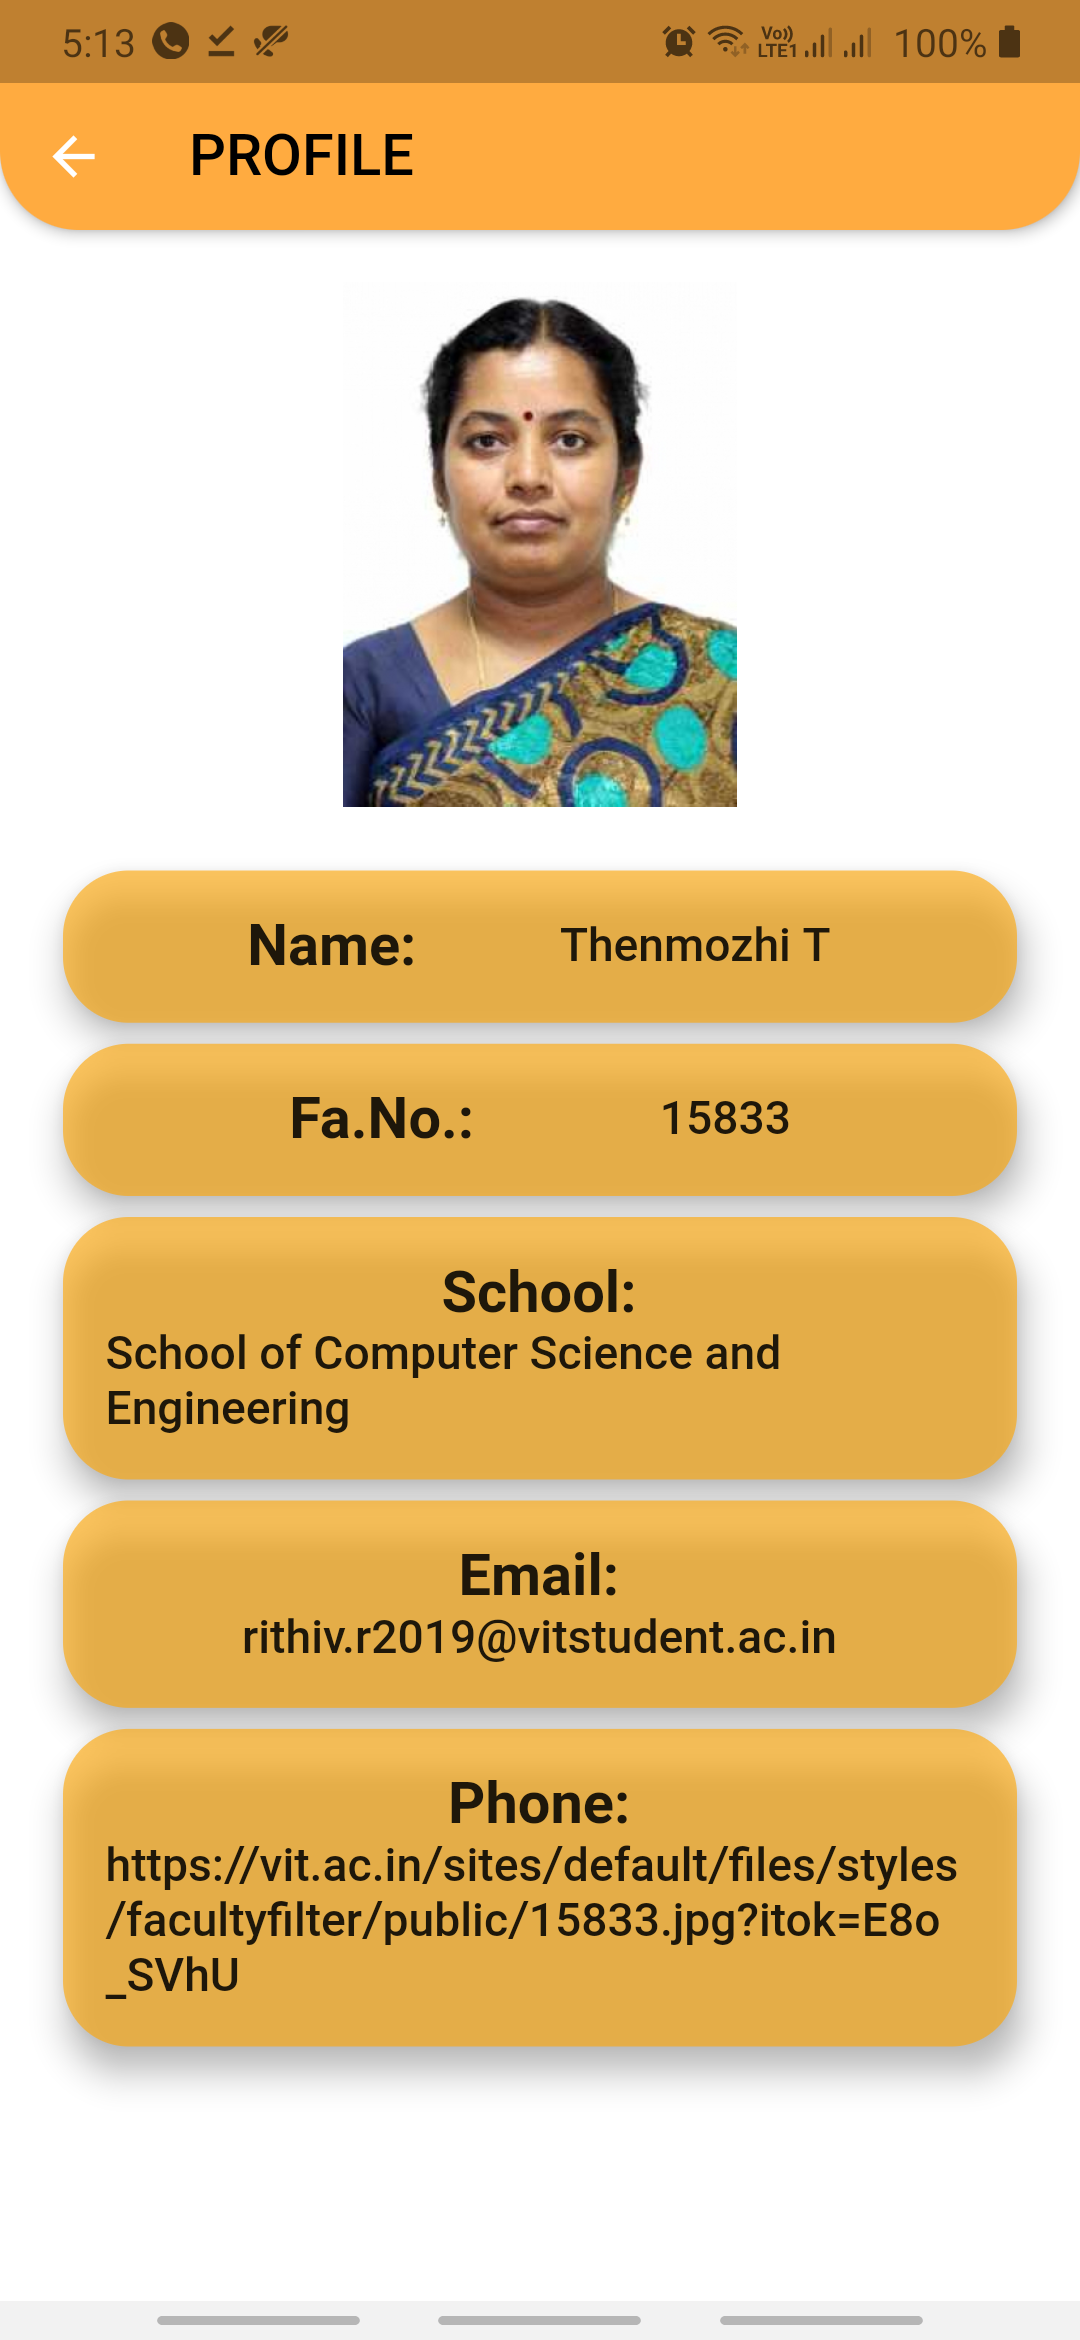 5:13 Vo)) LTE1 100%
PROFILE
Name: Thenmozhi T
Fa.No.: 15833
School:
School of Computer Science and
Engineering
Email:
rithiv.r2019@vitstudent.ac.in
Phone:
https://vit.ac.in/sites/default/files/styles
/facultyfilter/public/15833.jpg?itok=E8o
_SVhU